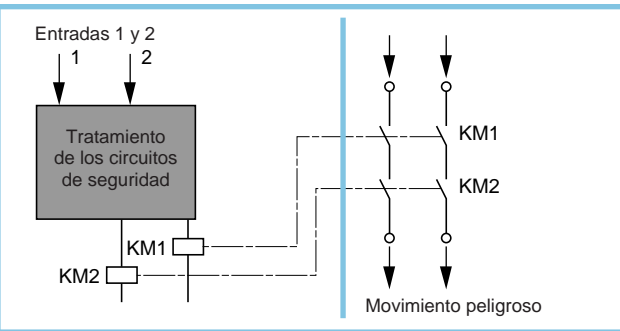 Entradas 1 y 2
1 2
Tratamiento
de los circuitos
de seguridad
KM1
KM2
KM1
KM2
Movimiento peligroso